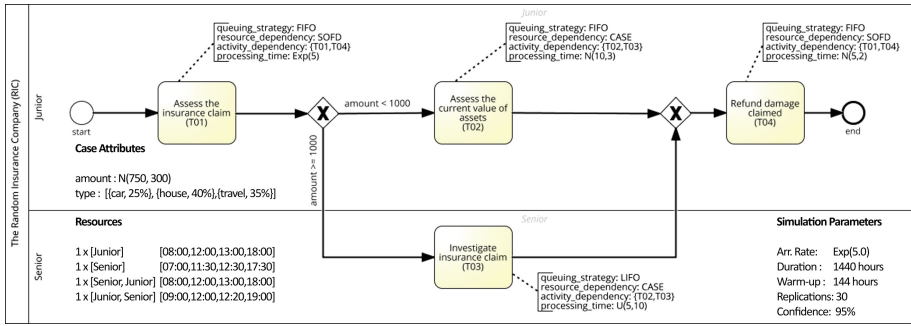 The Random Insurance Company (RIC)
Junior
Junior
queuing_strategy: FIFO
resource_dependency: SOFD
activity_dependency: {T01,T04}
processing_time: Exp(5)
queuing_strategy: FIFO
resource_dependency: CASE
activity_dependency: {T02,T03}
processing_time: N(10,3)
queuing_strategy: FIFO
resource_dependency: SOFD
activity_dependency: {T01,T04}
processing_time: N(5,2)
start
Assess the
insurance claim
(T01)
X
amount < 1000
amount >= 1000
Assess the
current value of
assets
(T02)
X
Refund damage
claimed
(T04)
end
Case Attributes
amount : N(750, 300)
type : [{car, 25%}, {house, 40%},{travel, 35%}]
Senior
Senior
Resources
1 x [Junior] [08:00,12:00,13:00,18:00]
1 x [Senior] [07:00,11:30,12:30,17:30]
1 x [Senior, Junior] [08:00,12:00,13:00,18:00]
1 x [Junior, Senior] [09:00,12:00,12:20,19:00]
Investigate
insurance claim
(T03)
queuing_strategy: LIFO
resource_dependency: CASE
activity_dependency: {T02,T03}
processing_time: U(5,10)
Simulation Parameters
Arr. Rate: Exp(5.0)
Duration : 1440 hours
Warm-up : 144 hours
Replications: 30
Confidence: 95%